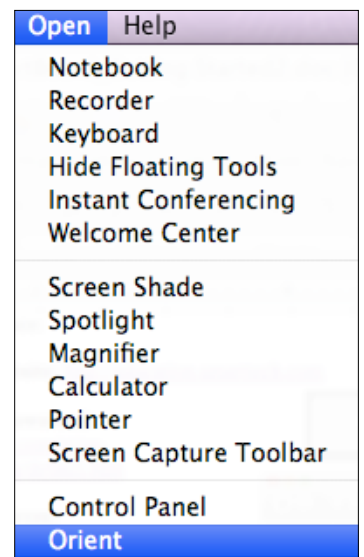 Open Help
Notebook
Recorder
Keyboard
Hide Floating Tools
Instant Conferencing
Welcome Center
Screen Shade
Spotlight
Magnifier
Calculator
Pointer
Screen Capture Toolbar
Control Panel
Orient